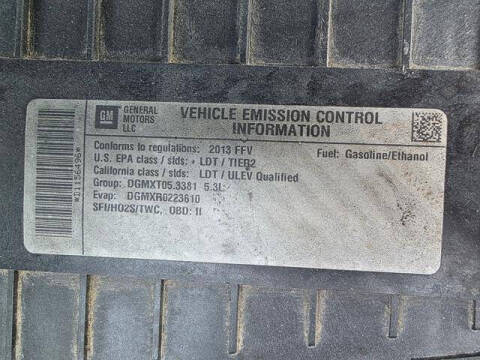 GM
GENERAL
MOTORS
LLC
VEHICLE EMISSION CONTROL
INFORMATION
Conforms to regulations: 2013 FFV
Fuel: Gasoline/Ethanol
U.S. EPA class / stds: LDT / TIER2
California class / stds: LDT / ULEV Qualified
Group: DGMXT05.3381 5.3L
Evap: DGMXR0223610
SFI/HO2S/TWC, OBD: II
*11156496*